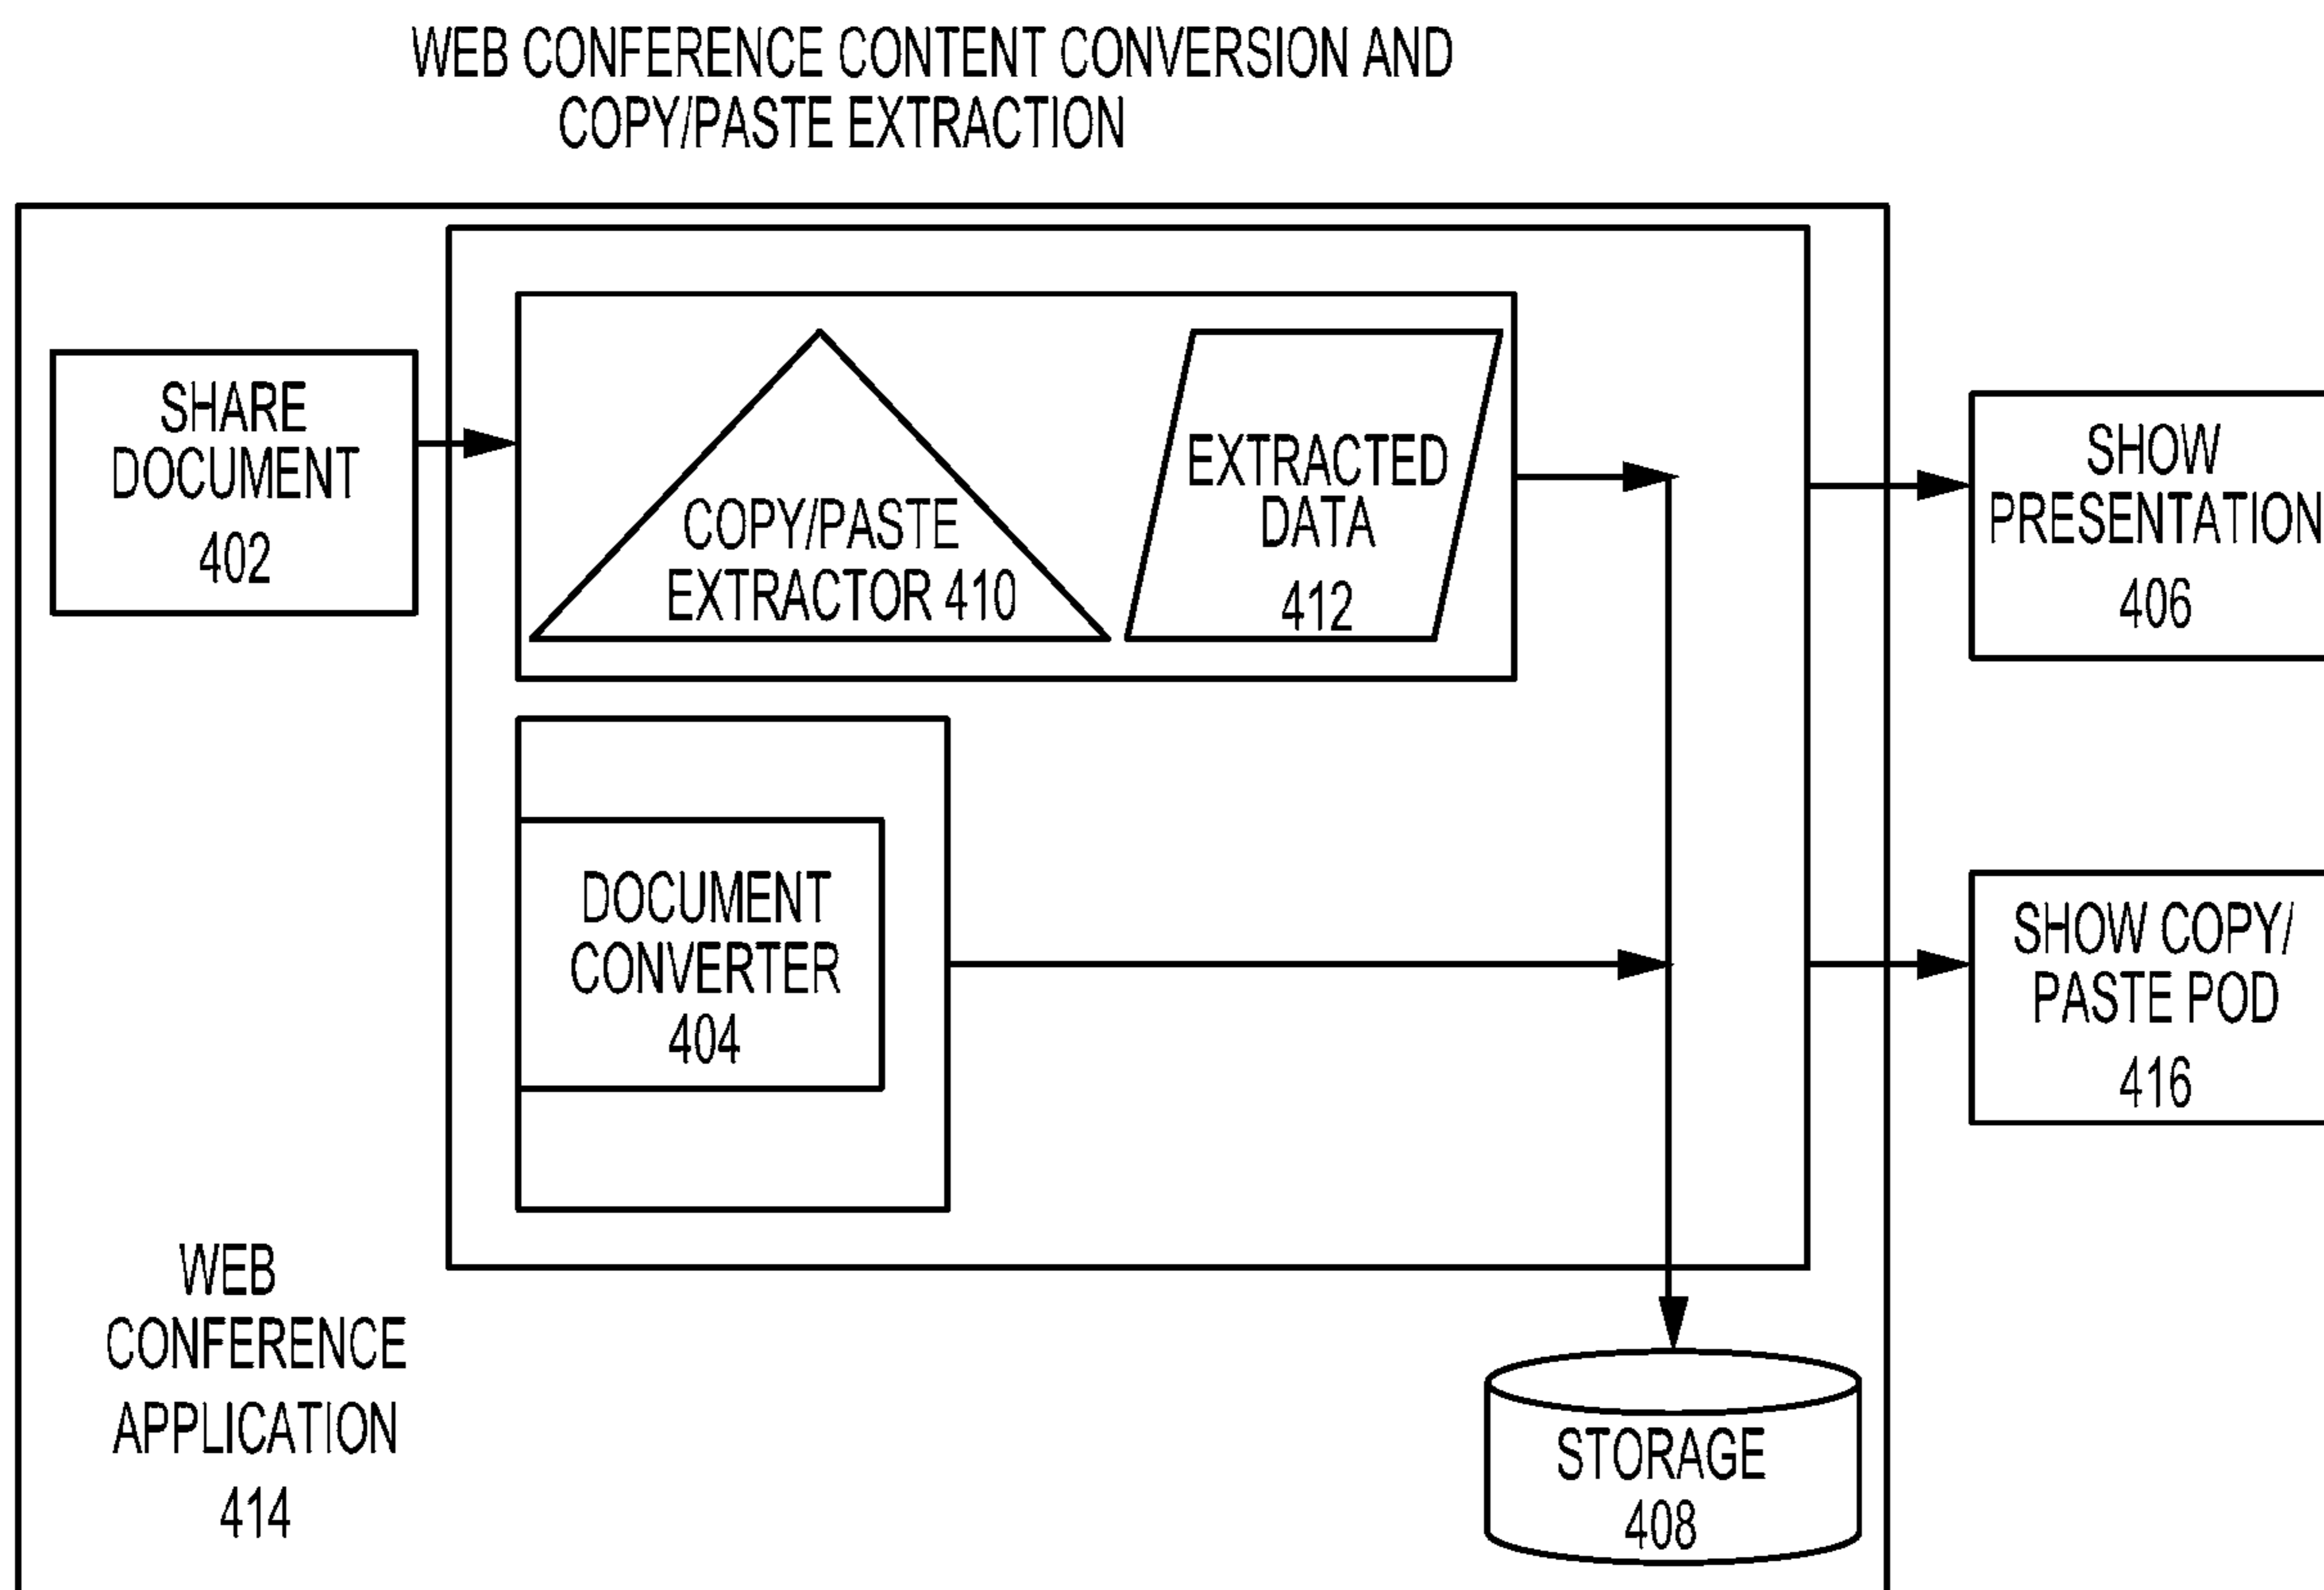 WEB CONFERENCE CONTENT CONVERSION AND
COPY/PASTE EXTRACTION
SHARE
DOCUMENT
402
COPY/PASTE
EXTRACTOR 410
EXTRACTED
DATA
412
SHOW
PRESENTATION
406
DOCUMENT
CONVERTER
404
SHOW COPY/
PASTE POD
416
WEB
CONFERENCE
APPLICATION
414
STORAGE
408